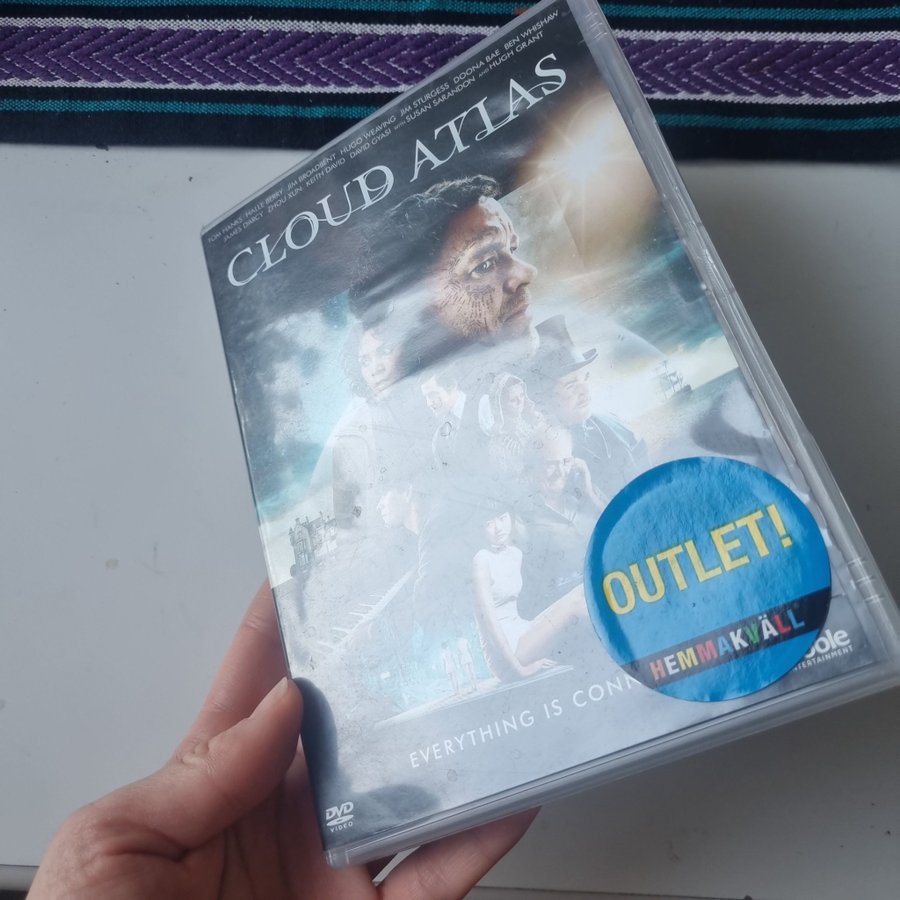 TOM HANKS HALLE BERRY JIM BROADBENT HUGO WEAVING JIM STURGESS DOONA BAE BEN WHISHAW
JAMES D'ARCY ZHOU XUN KEITH DAVID DAVID GYASI WITH SUSAN SARANDON AND HUGH GRANT
CLOUD ATLAS
OUTLET!
HEMMAKVÄLL
EVERYTHING IS CONN
DVD
VIDEO